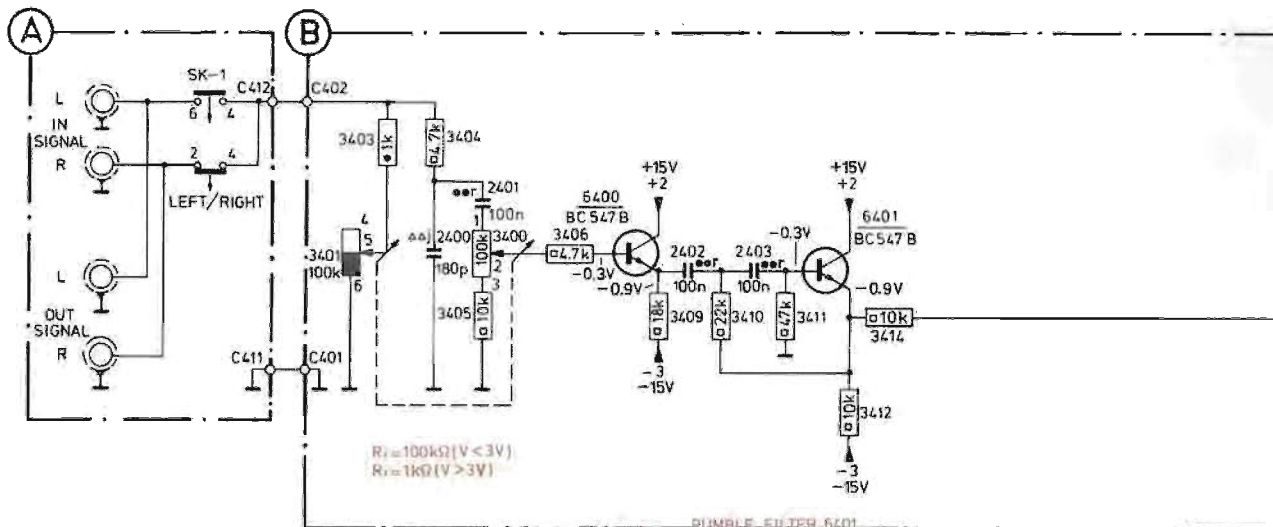 A
B
SK-1
C412
C402
L
6
4
IN
SIGNAL
R
2
4
LEFT/RIGHT
3403
1k
4.7k
3404
2401
100n
4
5
3401
100k
6
2400
180p
1
100k
3400
2
3
3405
10k
3406
4.7k
-0.3V
+15V
+2
6400
BC547B
-0.9V
2402
100n
2403
100n
18k
3409
22k
3410
47k
3411
-3
-15V
-0.3V
+15V
+2
6401
BC547B
-0.9V
10k
3414
10k
3412
-3
-15V
L
OUT
SIGNAL
R
C411
C401
Ri=100kΩ(V<3V)
Ri=1kΩ(V>3V)
RUMBLE FILTER 6401